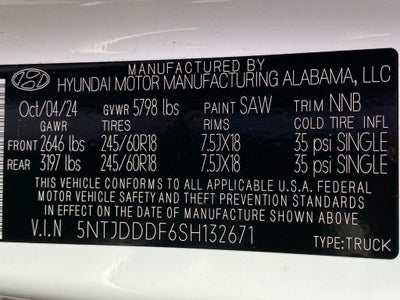 MANUFACTURED BY
HYUNDAI MOTOR MANUFACTURING ALABAMA, LLC
Oct/04/24 GVWR 5798 lbs PAINT SAW TRIM NNB
GAWR TIRES RIMS COLD TIRE INFL
FRONT 2646 lbs 245/60R18 7.5JX18 35 psi SINGLE
REAR 3197 lbs 245/60R18 7.5JX18 35 psi SINGLE
THIS VEHICLE CONFORMS TO ALL APPLICABLE U.S.A. FEDERAL
MOTOR VEHICLE SAFETY AND THEFT PREVENTION STANDARDS
IN EFFECT ON THE DATE OF MANUFACTURE SHOWN ABOVE.
V.I.N 5NTJDDDF6SH132671
TYPE:TRUCK